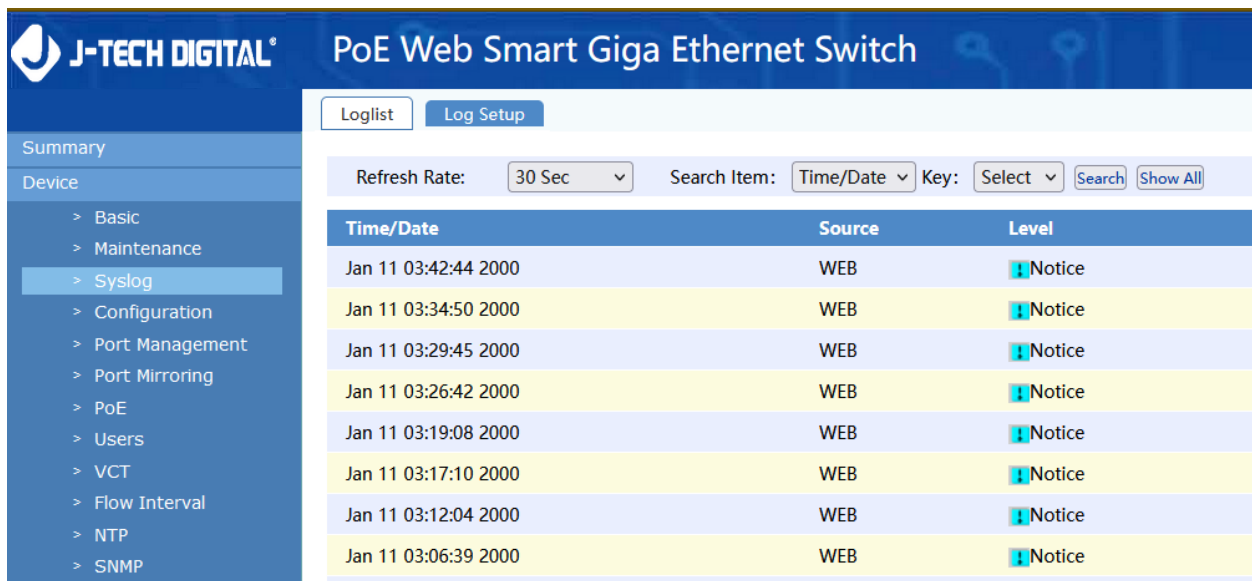 J-TECH DIGITAL®
PoE Web Smart Giga Ethernet Switch
Loglist Log Setup
Summary
Device
> Basic
> Maintenance
> Syslog
> Configuration
> Port Management
> Port Mirroring
> PoE
> Users
> VCT
> Flow Interval
> NTP
> SNMP
Refresh Rate: 30 Sec Search Item: Time/Date Key: Select Search Show All
Time/Date Source Level
Jan 11 03:42:44 2000 WEB Notice
Jan 11 03:34:50 2000 WEB Notice
Jan 11 03:29:45 2000 WEB Notice
Jan 11 03:26:42 2000 WEB Notice
Jan 11 03:19:08 2000 WEB Notice
Jan 11 03:17:10 2000 WEB Notice
Jan 11 03:12:04 2000 WEB Notice
Jan 11 03:06:39 2000 WEB Notice